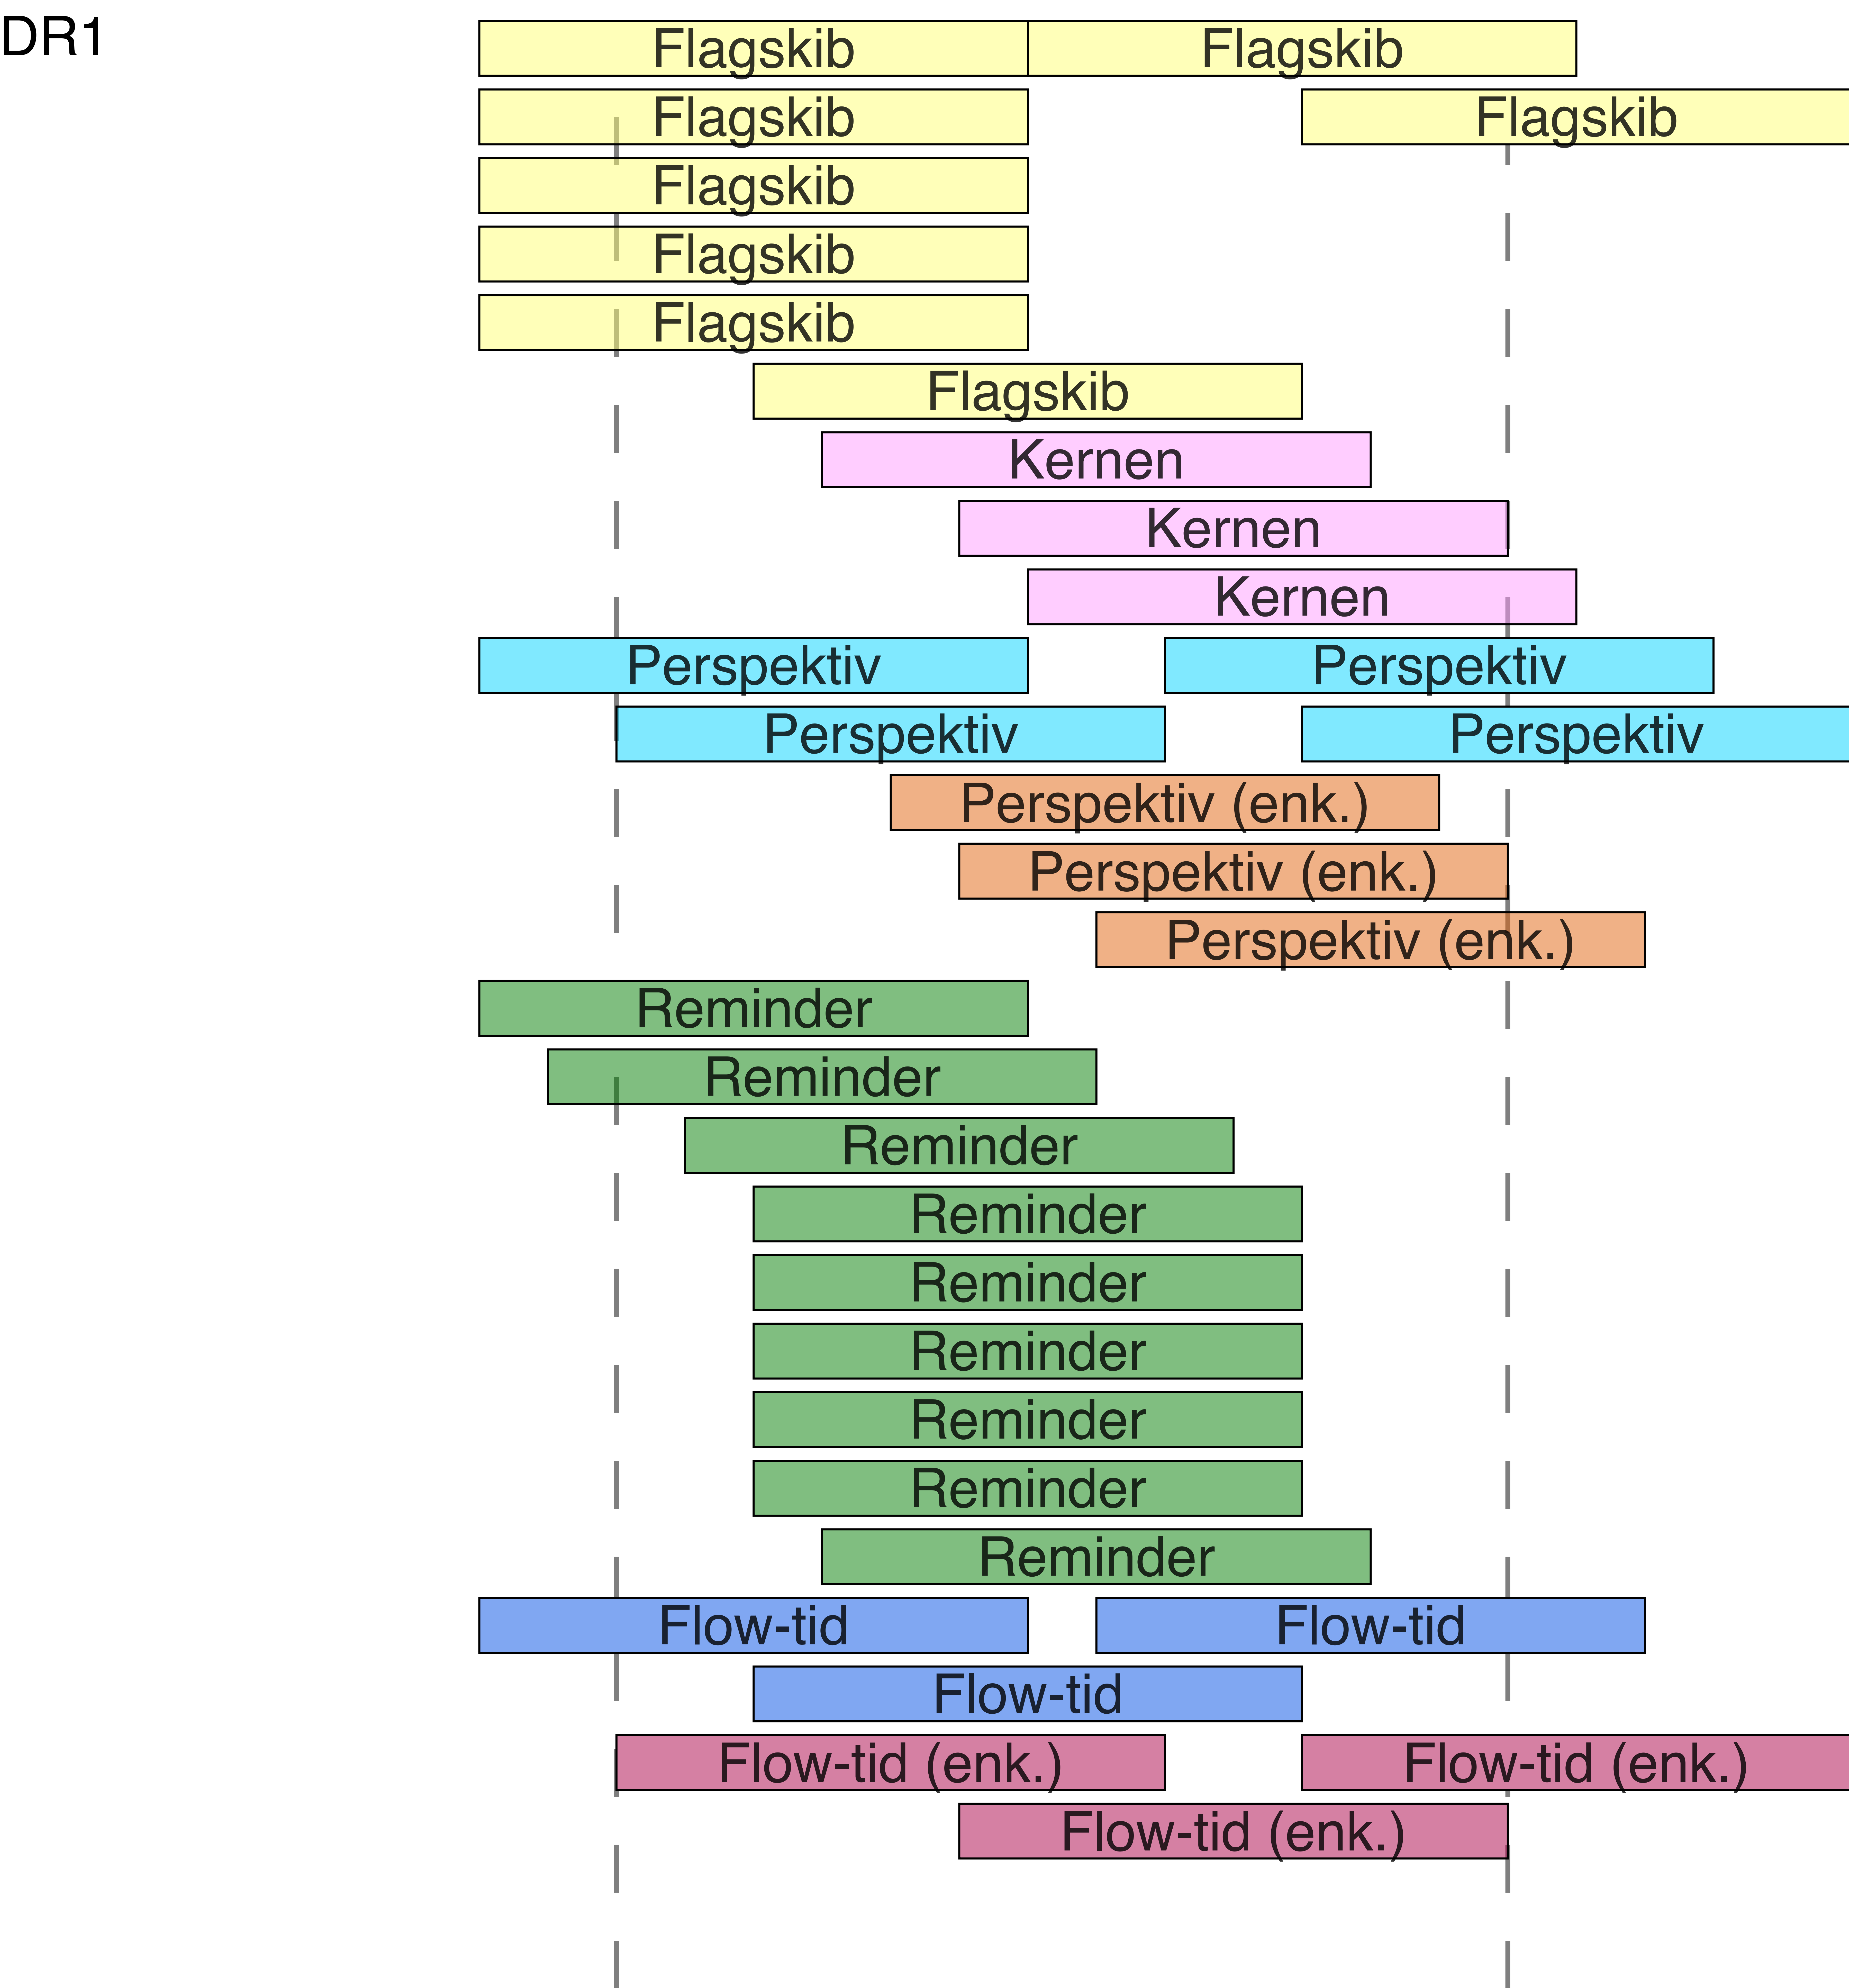 DR1
Flagskib Flagskib
Flagskib Flagskib
Flagskib
Flagskib
Flagskib
Flagskib
Kernen
Kernen
Kernen
Perspektiv Perspektiv
Perspektiv Perspektiv
Perspektiv (enk.)
Perspektiv (enk.)
Perspektiv (enk.)
Reminder
Reminder
Reminder
Reminder
Reminder
Reminder
Reminder
Reminder
Reminder
Flow-tid Flow-tid
Flow-tid
Flow-tid (enk.) Flow-tid (enk.)
Flow-tid (enk.)